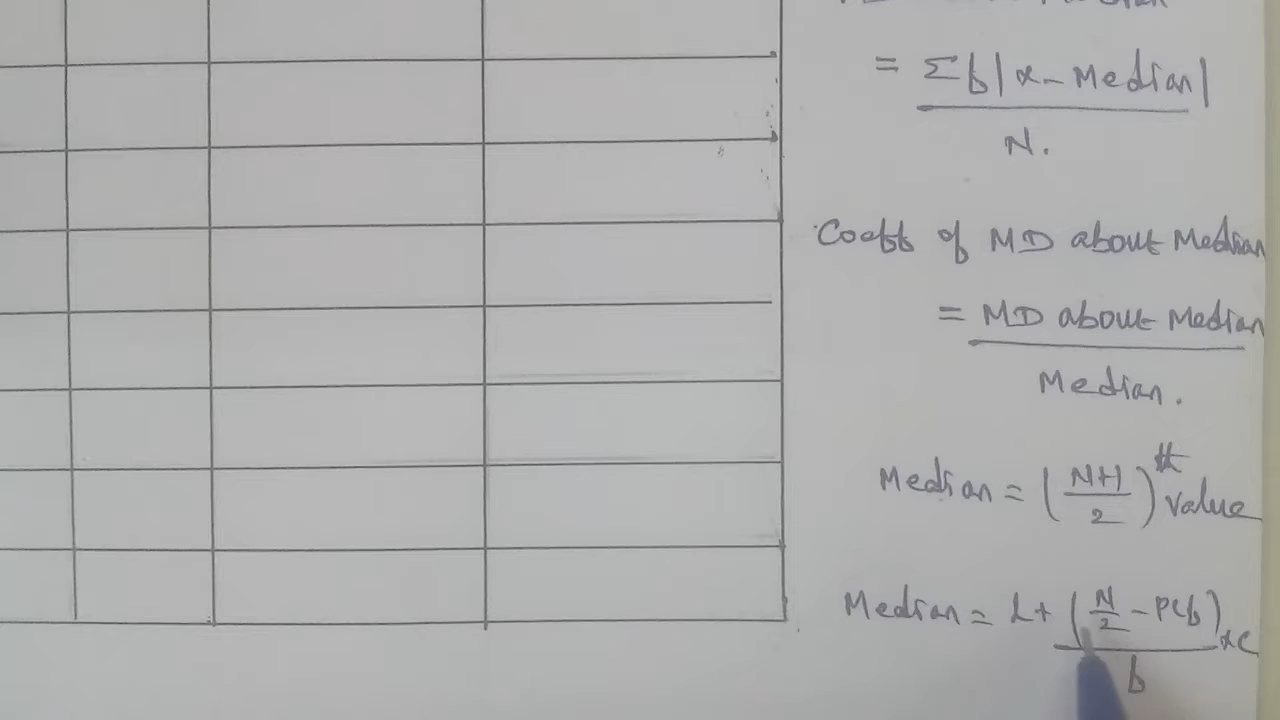 = Σf|x - Median|
N.
Coeff of MD about Median
= MD about Median
Median.
Median = (N+1/2)th value
Median = L + (N/2 - Pcf) xc
f